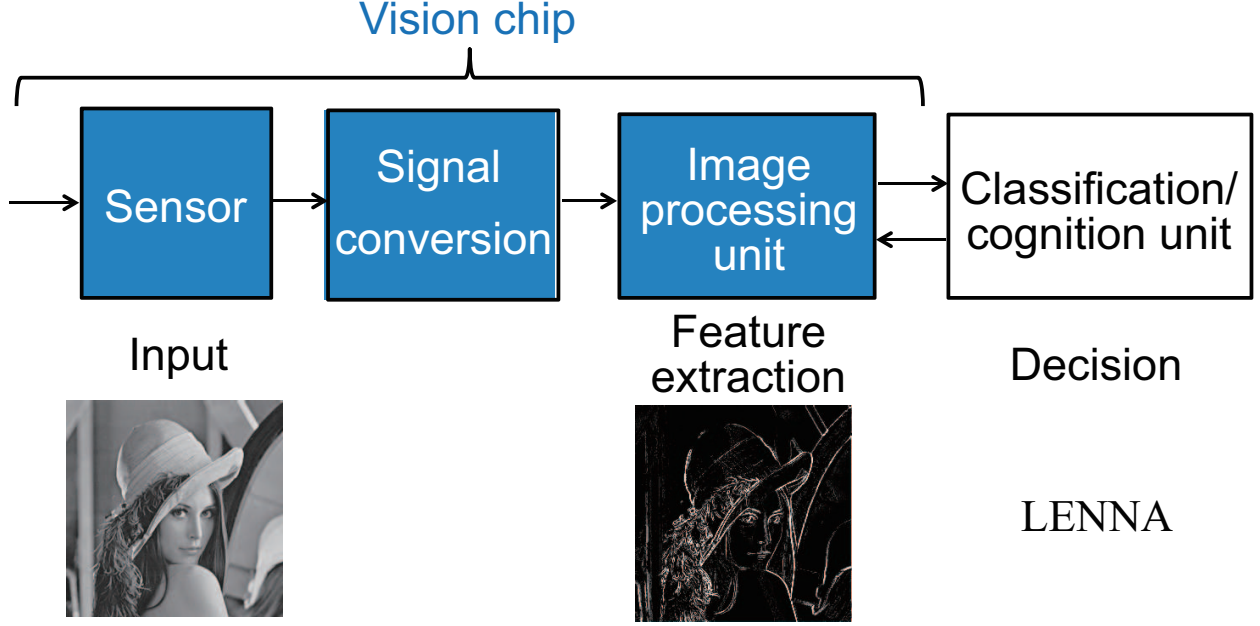 Vision chip
Sensor
Signal
conversion
Image
processing
unit
Classification/
cognition unit
Input
Feature
extraction
Decision
LENNA